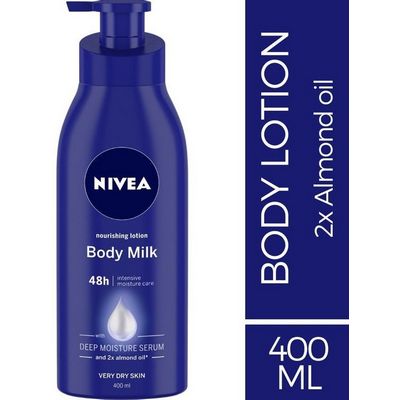 NIVEA
nourishing lotion
Body Milk
48h intensive
moisture care
with
DEEP MOISTURE SERUM
and 2x almond oil*
VERY DRY SKIN
400 ml
BODY LOTION
2x Almond oil
400
ML